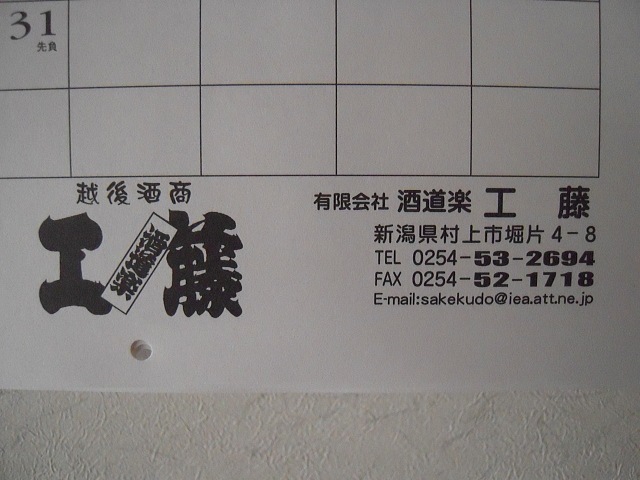 31
先負
越後酒商
工 酒道楽 藤
有限会社 酒道楽 工 藤
新潟県村上市堀片4-8
TEL 0254-53-2694
FAX 0254-52-1718
E-mail:sakekudo@iea.att.ne.jp